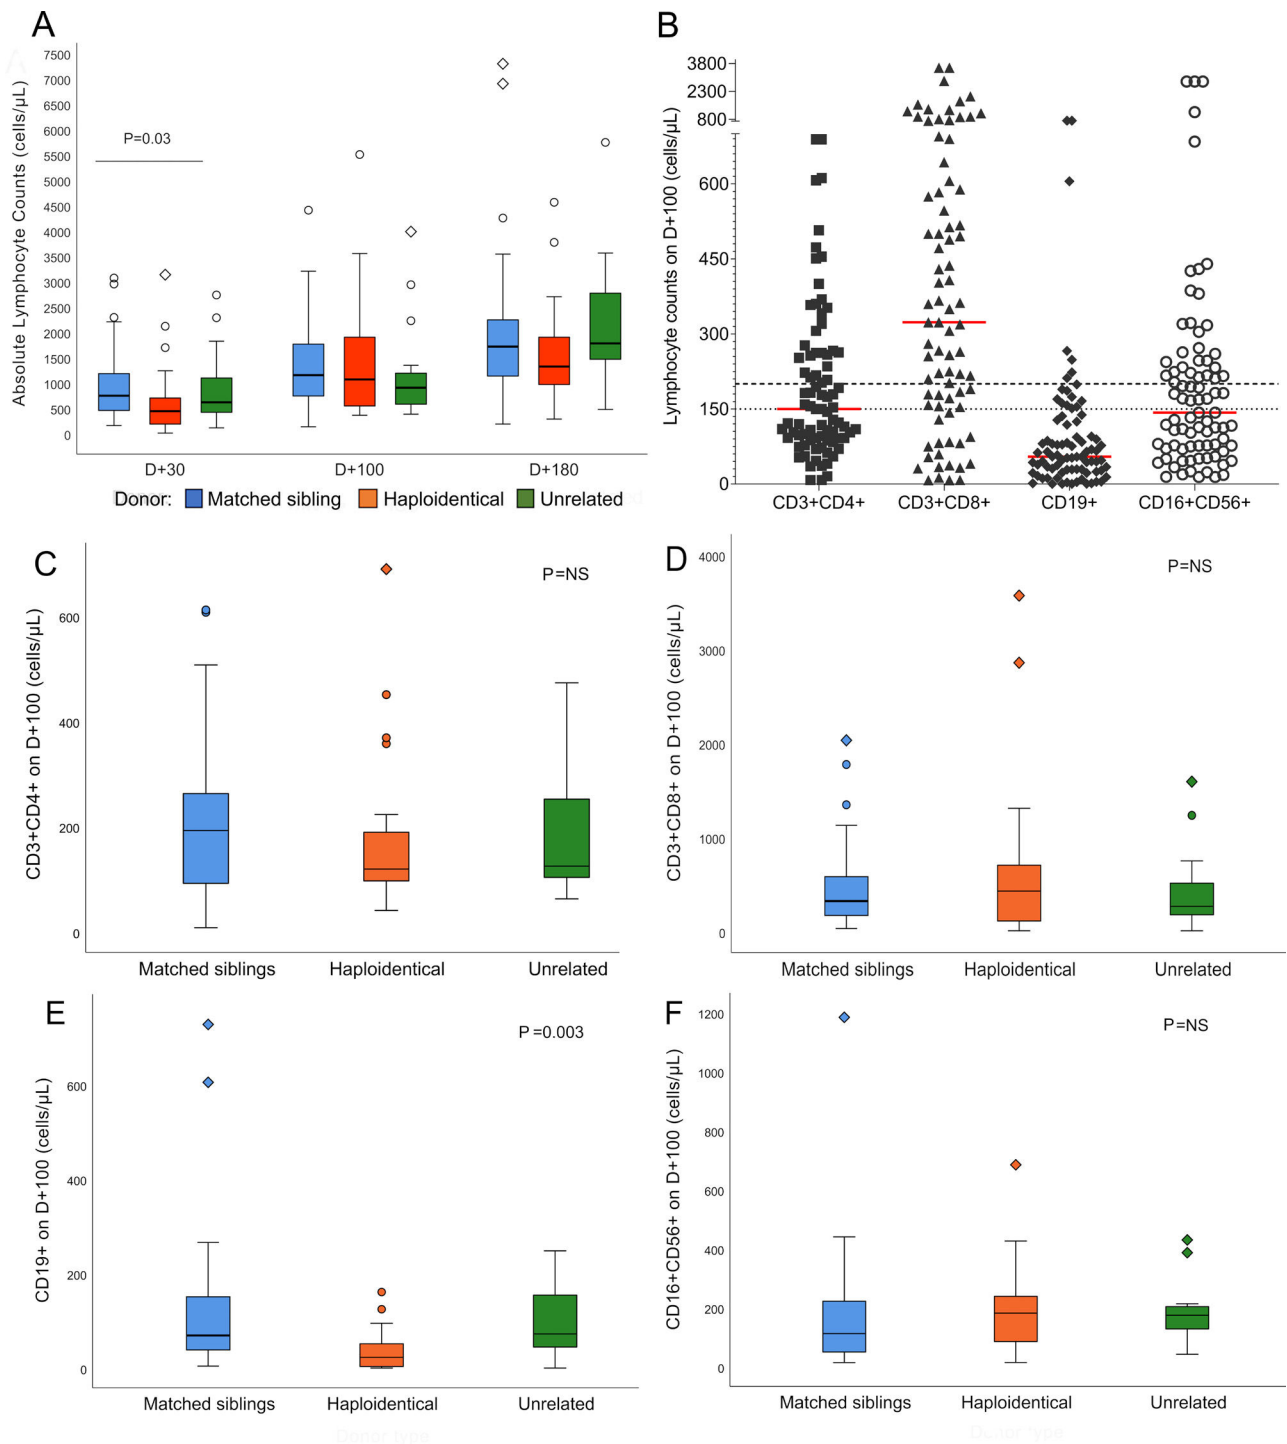 A
Absolute Lymphocyte Counts (cells/µL)
7500
7000
6500
6000
5500
5000
4500
4000
3500
3000
2500
2000
1500
1000
500
0
P=0.03
D+30 D+100 D+180
Donor: Matched sibling Haploidentical Unrelated
B
Lymphocyte counts on D+100 (cells/µL)
3800
2300
800
600
450
300
150
0
CD3+CD4+ CD3+CD8+ CD19+ CD16+CD56+
C
CD3+CD4+ on D+100 (cells/µL)
P=NS
600
400
200
0
Matched siblings Haploidentical Unrelated
D
CD3+CD8+ on D+100 (cells/µL)
P=NS
4000
3000
2000
1000
0
Matched siblings Haploidentical Unrelated
E
CD19+ on D+100 (cells/µL)
P=0.003
600
400
200
0
Matched siblings Haploidentical Unrelated
Donor type
F
CD16+CD56+ on D+100 (cells/µL)
P=NS
1200
1000
800
600
400
200
0
Matched siblings Haploidentical Unrelated
Donor type